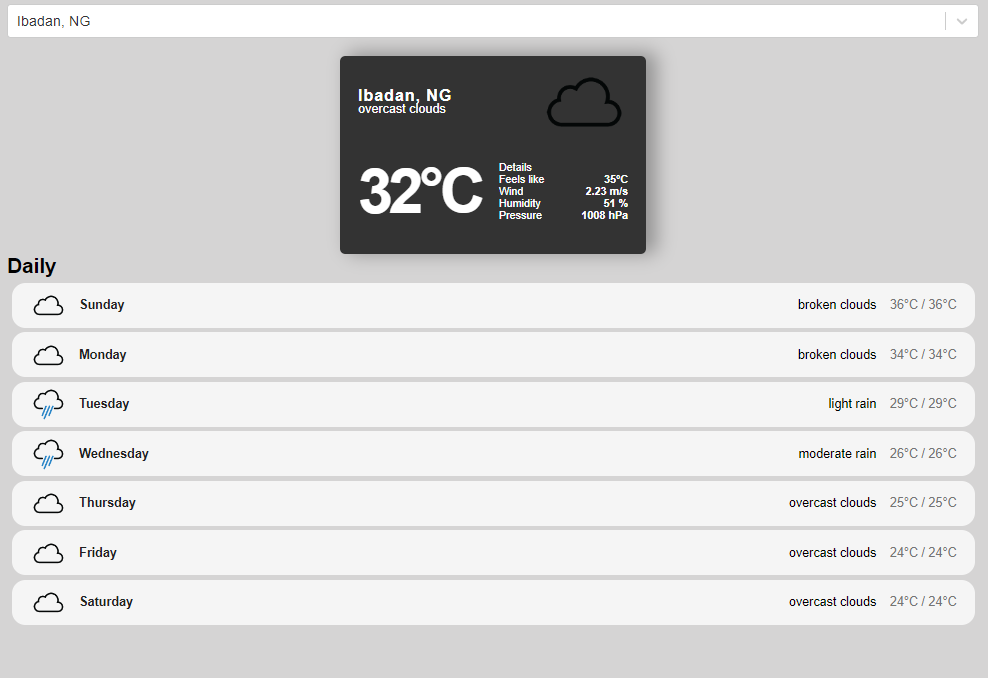 Ibadan, NG
Ibadan, NG
overcast clouds
32°C
Details
Feels like 35°C
Wind 2.23 m/s
Humidity 51 %
Pressure 1008 hPa
Daily
Sunday broken clouds 36°C / 36°C
Monday broken clouds 34°C / 34°C
Tuesday light rain 29°C / 29°C
Wednesday moderate rain 26°C / 26°C
Thursday overcast clouds 25°C / 25°C
Friday overcast clouds 24°C / 24°C
Saturday overcast clouds 24°C / 24°C